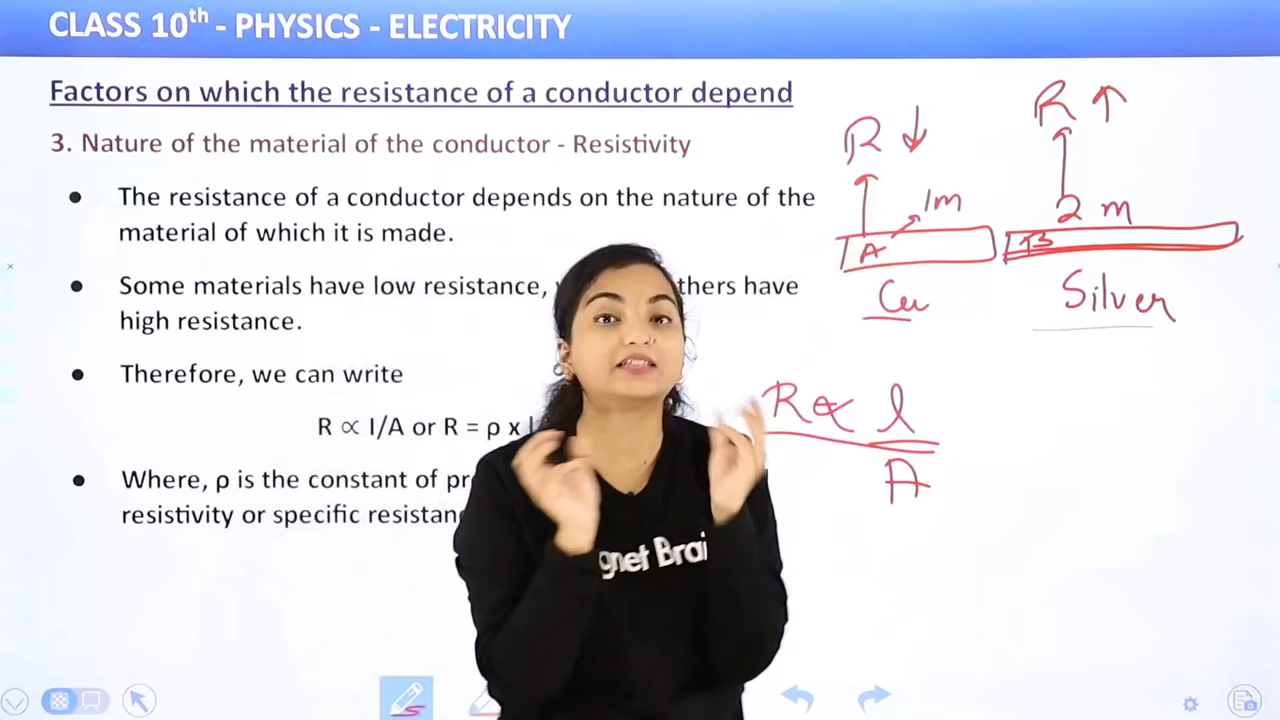 CLASS 10th - PHYSICS - ELECTRICITY
Factors on which the resistance of a conductor depend
3. Nature of the material of the conductor - Resistivity
● The resistance of a conductor depends on the nature of the
material of which it is made.
● Some materials have low resistance, thers have
high resistance.
● Therefore, we can write
R ∝ l/A or R = ρ x l
● Where, ρ is the constant of pr
resistivity or specific resistan
R ↓
1m
A
Cu
R ↑
2 m
B
Silver
R ∝ l
A
gnet Brai